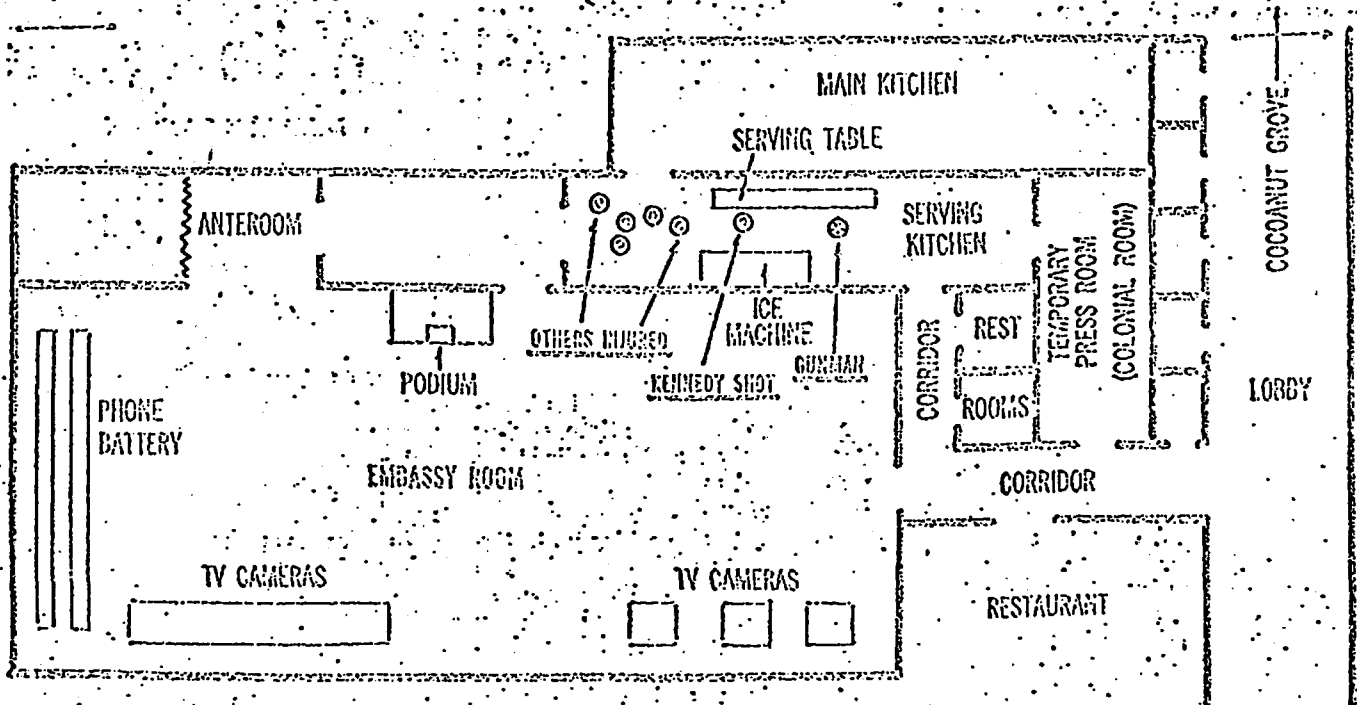 MAIN KITCHEN
SERVING TABLE
COCOANUT GROVE
ANTEROOM
SERVING
KITCHEN
TEMPORARY
PRESS ROOM
(COLONIAL ROOM)
OTHERS INJURED
ICE
MACHINE
KENNEDY SHOT
GUNMAN
CORRIDOR
REST
ROOMS
PODIUM
LOBBY
PHONE
BATTERY
EMBASSY ROOM
CORRIDOR
TV CAMERAS
TV CAMERAS
RESTAURANT